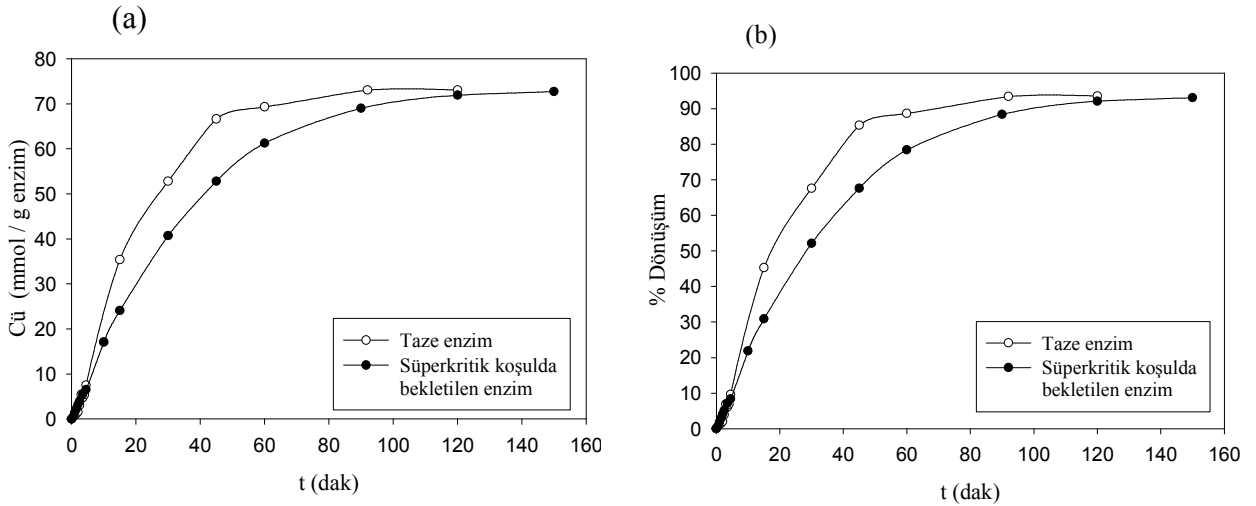 (a)
80
70
60
50
40
30
20
10
0
Cü (mmol / g enzim)
0 20 40 60 80 100 120 140 160
t (dak)
Taze enzim
Süperkritik koşulda
bekletilen enzim
(b)
100
90
80
70
60
50
40
30
20
10
0
% Dönüşüm
0 20 40 60 80 100 120 140 160
t (dak)
Taze enzim
Süperkritik koşulda
bekletilen enzim